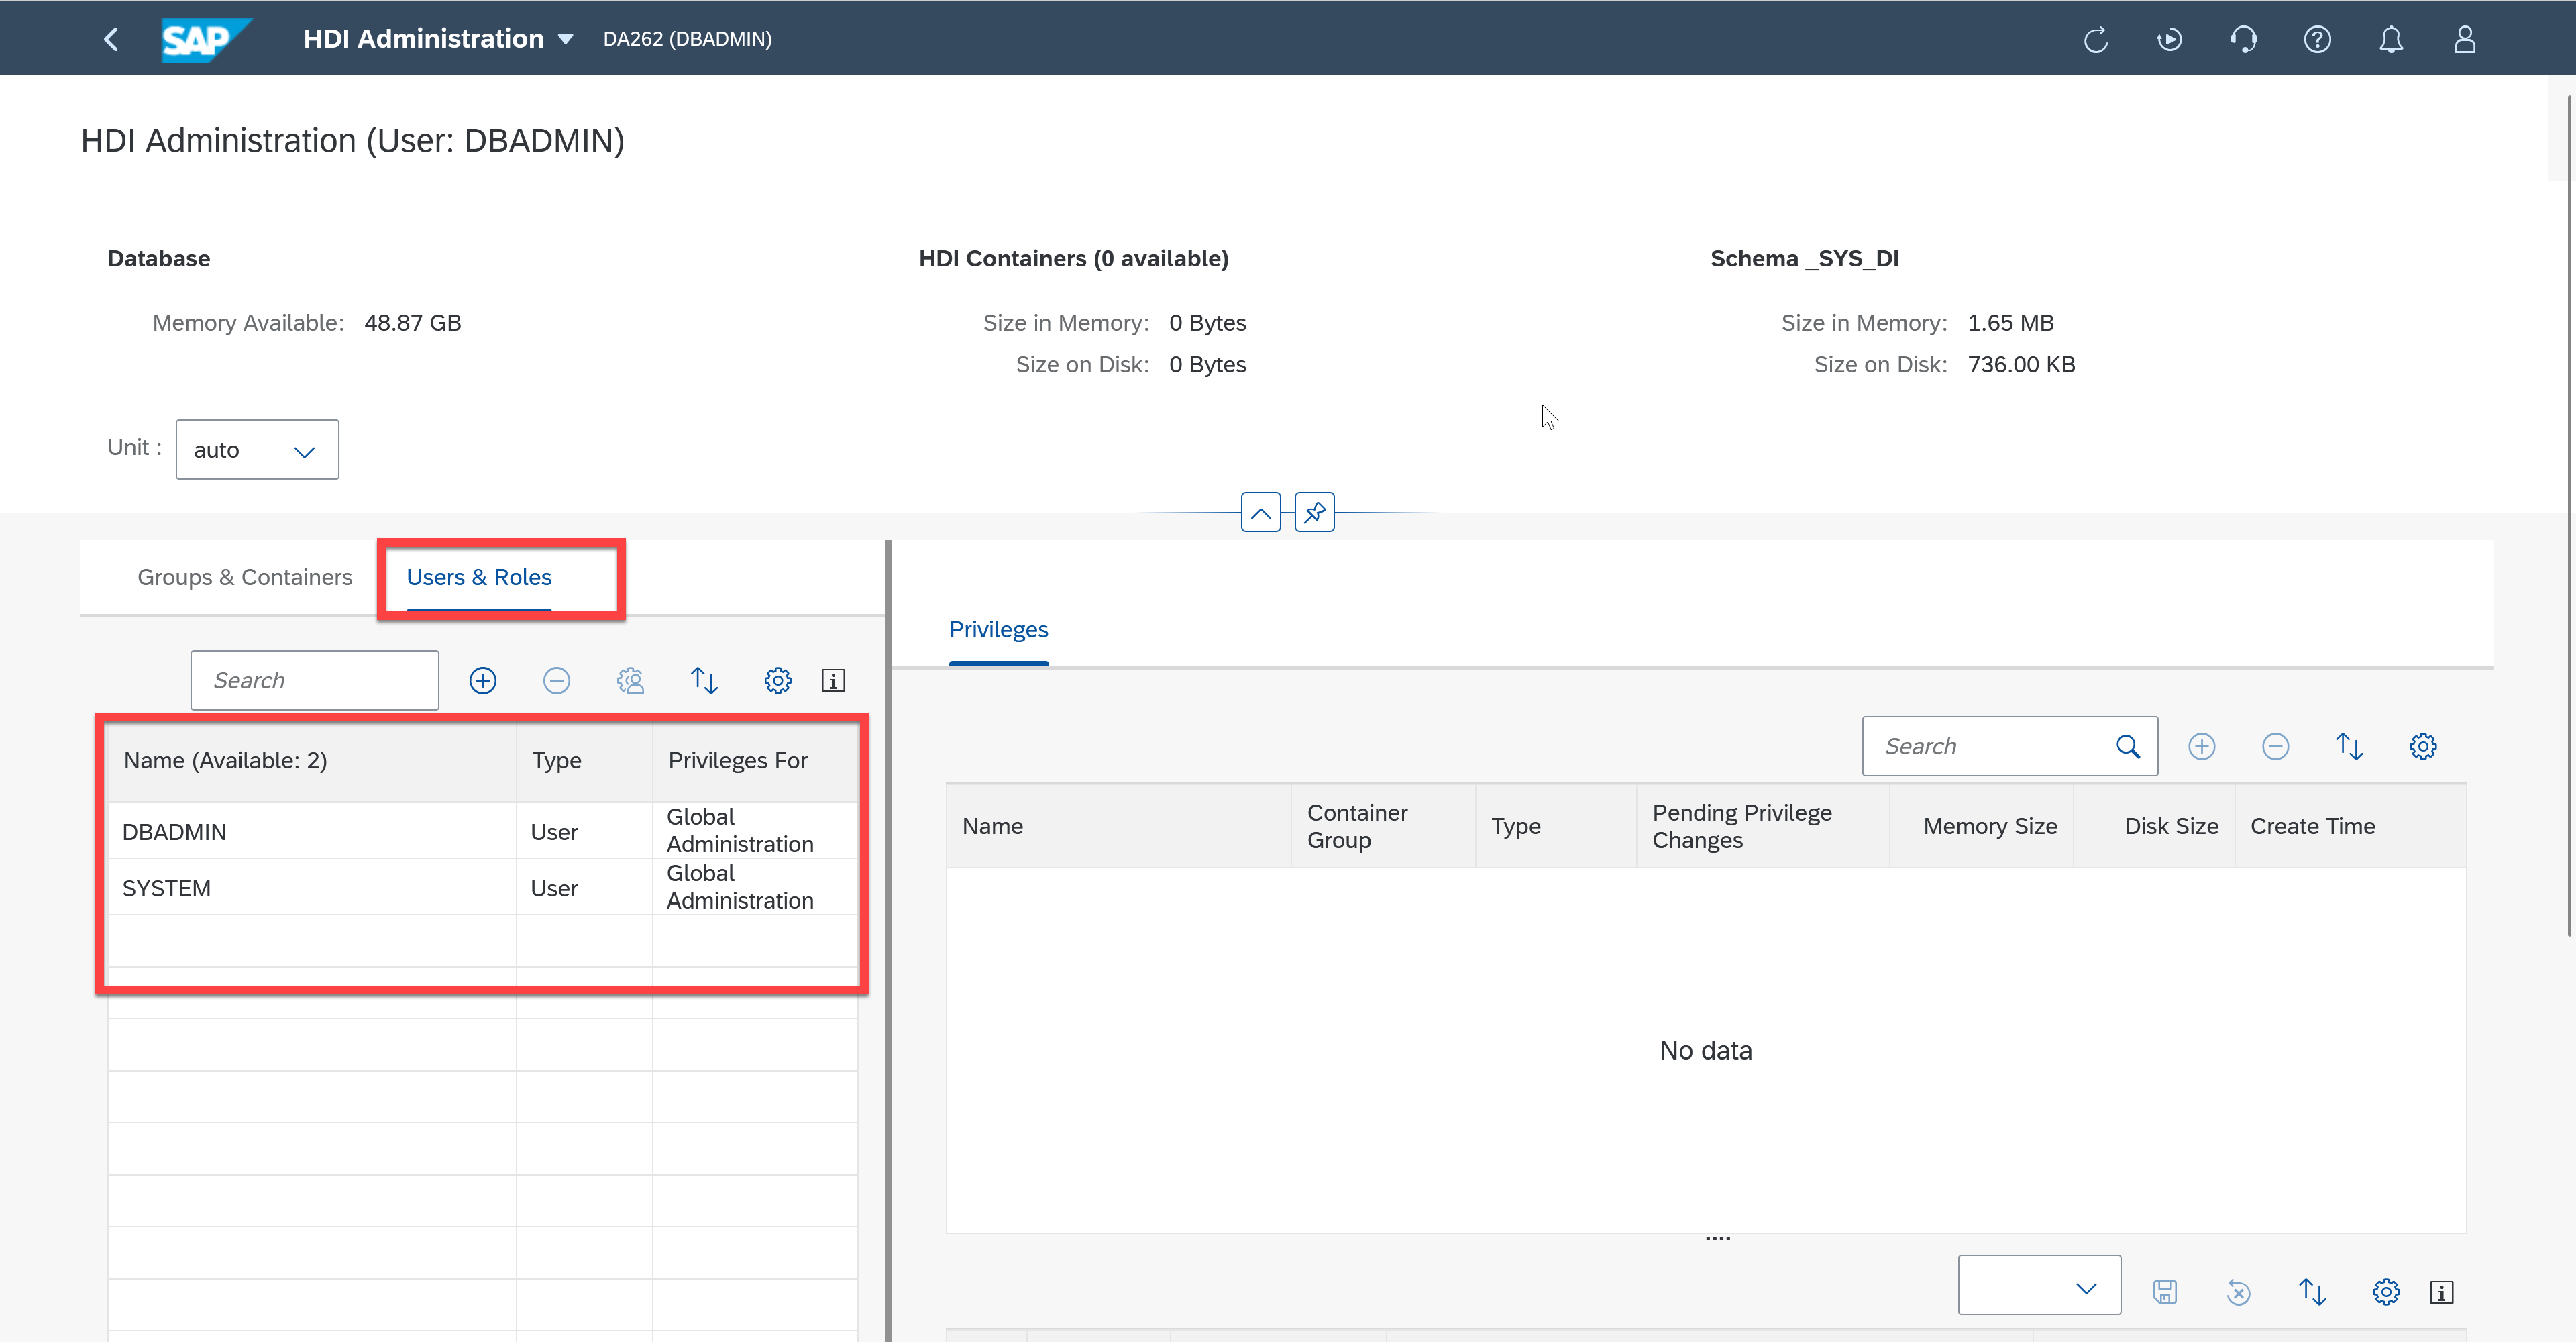 SAP HDI Administration DA262 (DBADMIN)
HDI Administration (User: DBADMIN)
Database
Memory Available: 48.87 GB
HDI Containers (0 available)
Size in Memory: 0 Bytes
Size on Disk: 0 Bytes
Schema _SYS_DI
Size in Memory: 1.65 MB
Size on Disk: 736.00 KB
Unit : auto
Groups & Containers Users & Roles
Search
Name (Available: 2) Type Privileges For
DBADMIN User Global Administration
SYSTEM User Global Administration
Privileges
Search
Name Container Group Type Pending Privilege Changes Memory Size Disk Size Create Time
No data